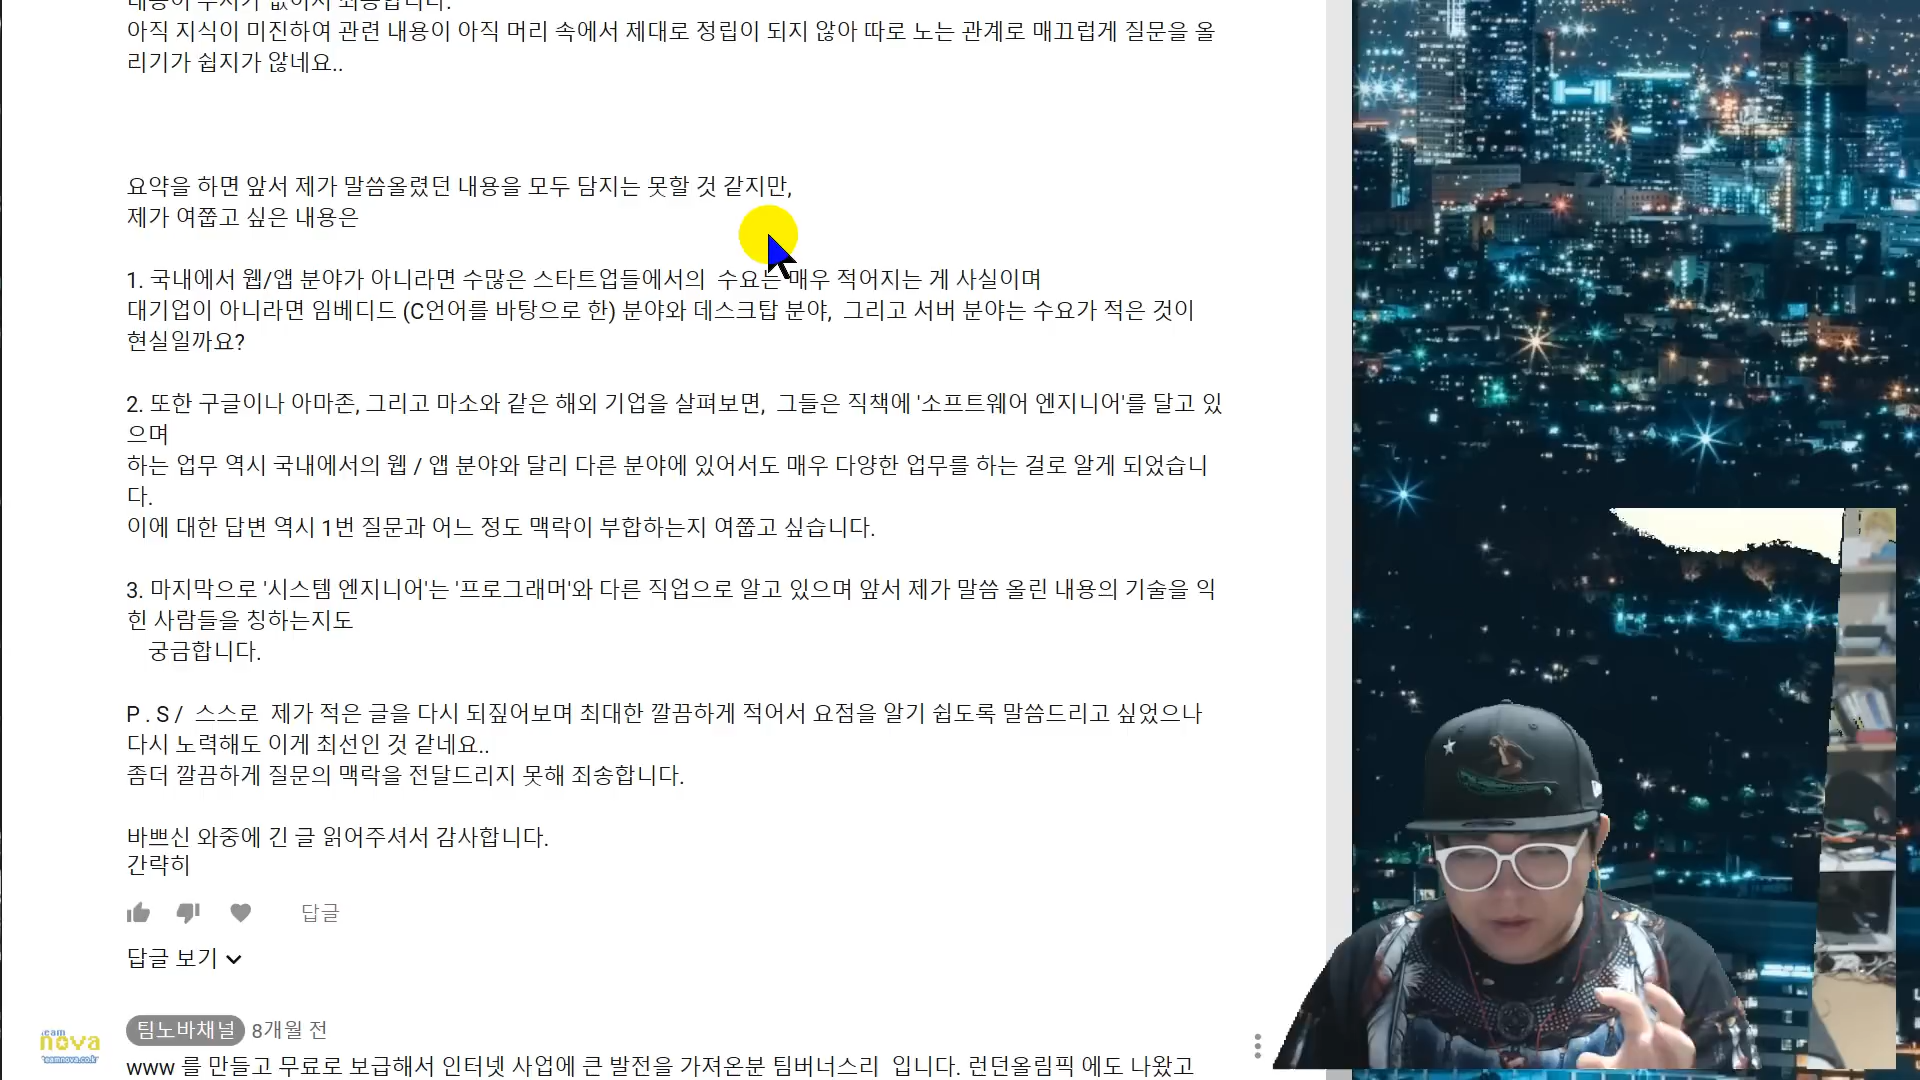 내용이 두서가 없어서 죄송합니다.
아직 지식이 미진하여 관련 내용이 아직 머리 속에서 제대로 정립이 되지 않아 따로 노는 관계로 매끄럽게 질문을 올
리기가 쉽지가 않네요..
요약을 하면 앞서 제가 말씀올렸던 내용을 모두 담지는 못할 것 같지만,
제가 여쭙고 싶은 내용은
1. 국내에서 웹/앱 분야가 아니라면 수많은 스타트업들에서의  수요는 매우 적어지는 게 사실이며
대기업이 아니라면 임베디드 (C언어를 바탕으로 한) 분야와 데스크탑 분야,  그리고 서버 분야는 수요가 적은 것이
현실일까요?
2. 또한 구글이나 아마존, 그리고 마소와 같은 해외 기업을 살펴보면,  그들은 직책에 '소프트웨어 엔지니어'를 달고 있
으며
하는 업무 역시 국내에서의 웹 / 앱 분야와 달리 다른 분야에 있어서도 매우 다양한 업무를 하는 걸로 알게 되었습니
다.
이에 대한 답변 역시 1번 질문과 어느 정도 맥락이 부합하는지 여쭙고 싶습니다.
3. 마지막으로 '시스템 엔지니어'는 '프로그래머'와 다른 직업으로 알고 있으며 앞서 제가 말씀 올린 내용의 기술을 익
힌 사람들을 칭하는지도
궁금합니다.
P . S /  스스로  제가 적은 글을 다시 되짚어보며 최대한 깔끔하게 적어서 요점을 알기 쉽도록 말씀드리고 싶었으나
다시 노력해도 이게 최선인 것 같네요..
좀더 깔끔하게 질문의 맥락을 전달드리지 못해 죄송합니다.
바쁘신 와중에 긴 글 읽어주셔서 감사합니다.
간략히
답글
답글 보기
팀노바채널 8개월 전
eam
nova
www 를 만들고 무료로 보급해서 인터넷 사업에 큰 발전을 가져온분 팀버너스리  입니다. 런던올림픽 에도 나왔고